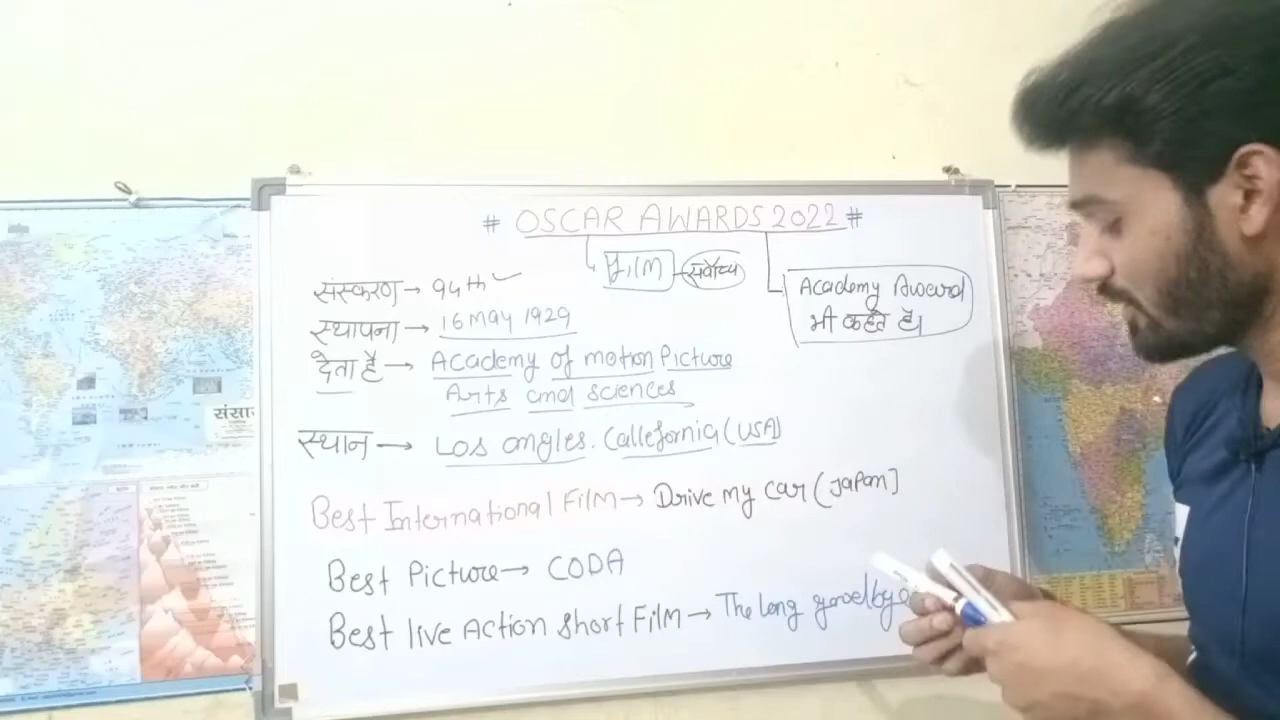 # OSCAR AWARDS 2022 #
FilM सर्वोच्य
Academy Award
भी कहते है।
संस्करण → 94th
स्थापना → 16 May 1929
देता है → Academy of motion Picture
Arts and sciences
स्थान → Los angles. Callefornia (USA)
Best International FilM → Drive my car (Japan]
Best Picture → CODA
Best live Action short FilM → The long goodbye
संसार